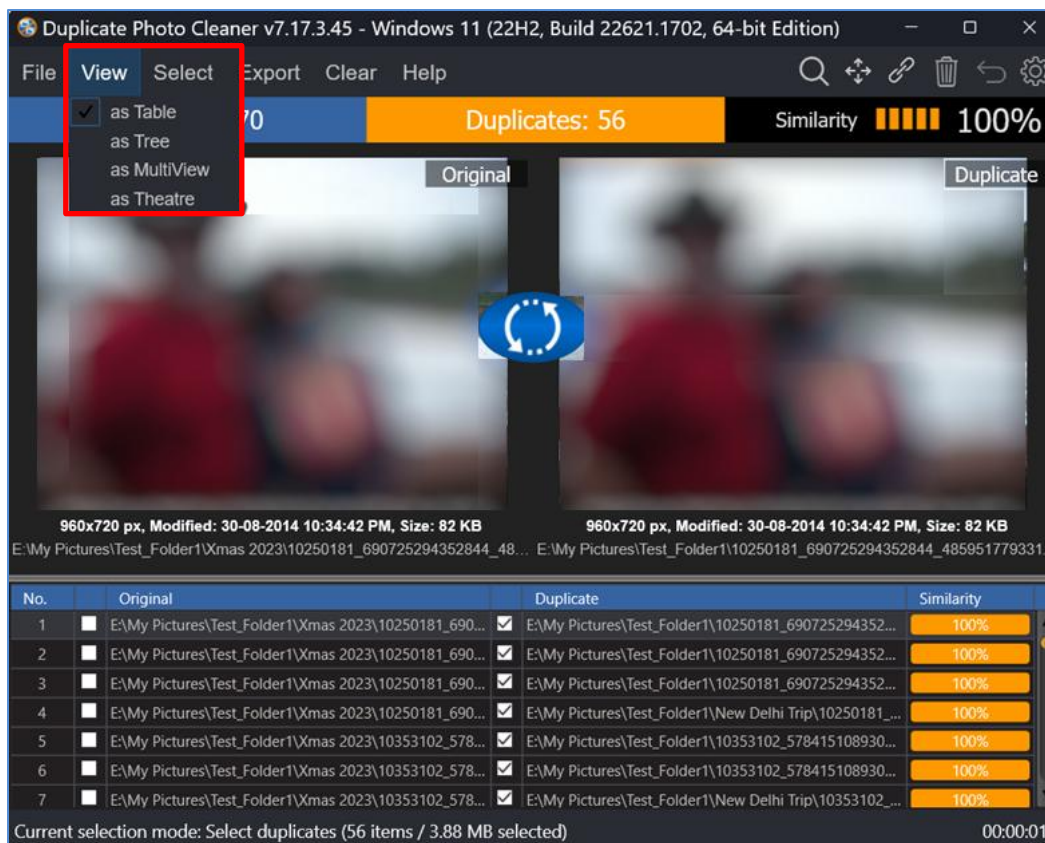 Duplicate Photo Cleaner v7.17.3.45 - Windows 11 (22H2, Build 22621.1702, 64-bit Edition)
File View Select Export Clear Help
as Table
as Tree
as MultiView
as Theatre
70 Duplicates: 56 Similarity 100%
Original Duplicate
960x720 px, Modified: 30-08-2014 10:34:42 PM, Size: 82 KB 960x720 px, Modified: 30-08-2014 10:34:42 PM, Size: 82 KB
E:\My Pictures\Test_Folder1\Xmas 2023\10250181_690725294352844_48... E:\My Pictures\Test_Folder1\10250181_690725294352844_485951779331.
No. Original Duplicate Similarity
1 E:\My Pictures\Test_Folder1\Xmas 2023\10250181_690... E:\My Pictures\Test_Folder1\10250181_690725294352... 100%
2 E:\My Pictures\Test_Folder1\Xmas 2023\10250181_690... E:\My Pictures\Test_Folder1\10250181_690725294352... 100%
3 E:\My Pictures\Test_Folder1\Xmas 2023\10250181_690... E:\My Pictures\Test_Folder1\10250181_690725294352... 100%
4 E:\My Pictures\Test_Folder1\Xmas 2023\10250181_690... E:\My Pictures\Test_Folder1\New Delhi Trip\10250181_... 100%
5 E:\My Pictures\Test_Folder1\Xmas 2023\10353102_578... E:\My Pictures\Test_Folder1\10353102_578415108930... 100%
6 E:\My Pictures\Test_Folder1\Xmas 2023\10353102_578... E:\My Pictures\Test_Folder1\10353102_578415108930... 100%
7 E:\My Pictures\Test_Folder1\Xmas 2023\10353102_578... E:\My Pictures\Test_Folder1\New Delhi Trip\10353102_... 100%
Current selection mode: Select duplicates (56 items / 3.88 MB selected) 00:00:01